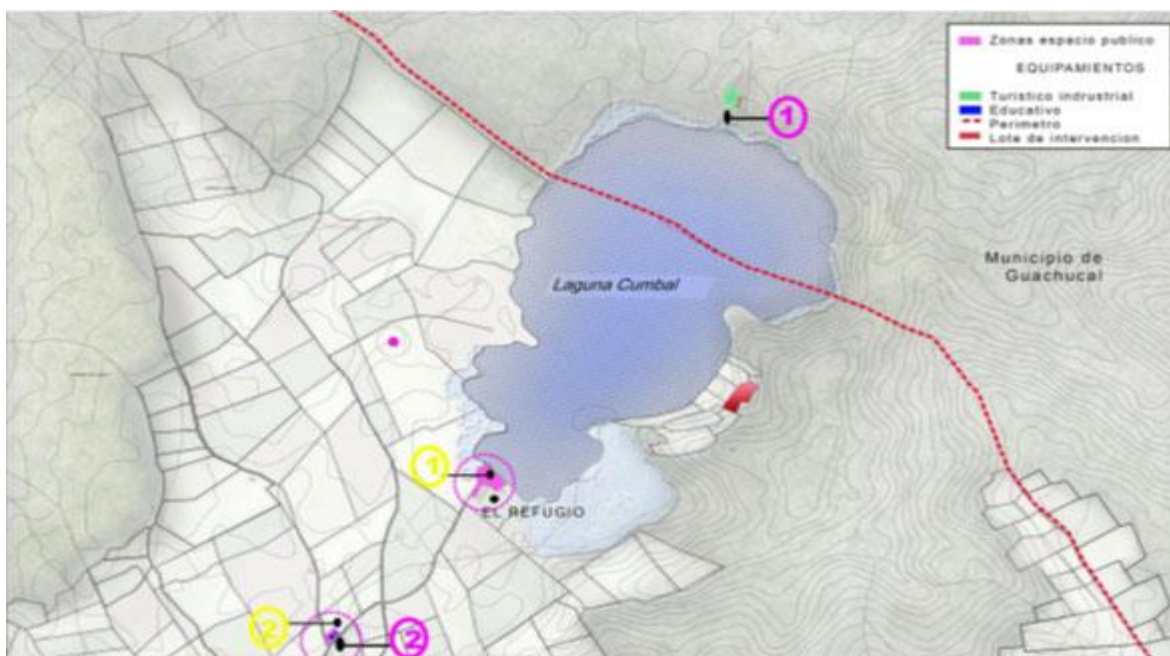 Zonas espacio publico
EQUIPAMIENTOS
Turistico indrustrial
Educativo
Perimetro
Lote de intervencion
1
Municipio de
Guachucal
Laguna Cumbal
1
EL REFUGIO
2
2